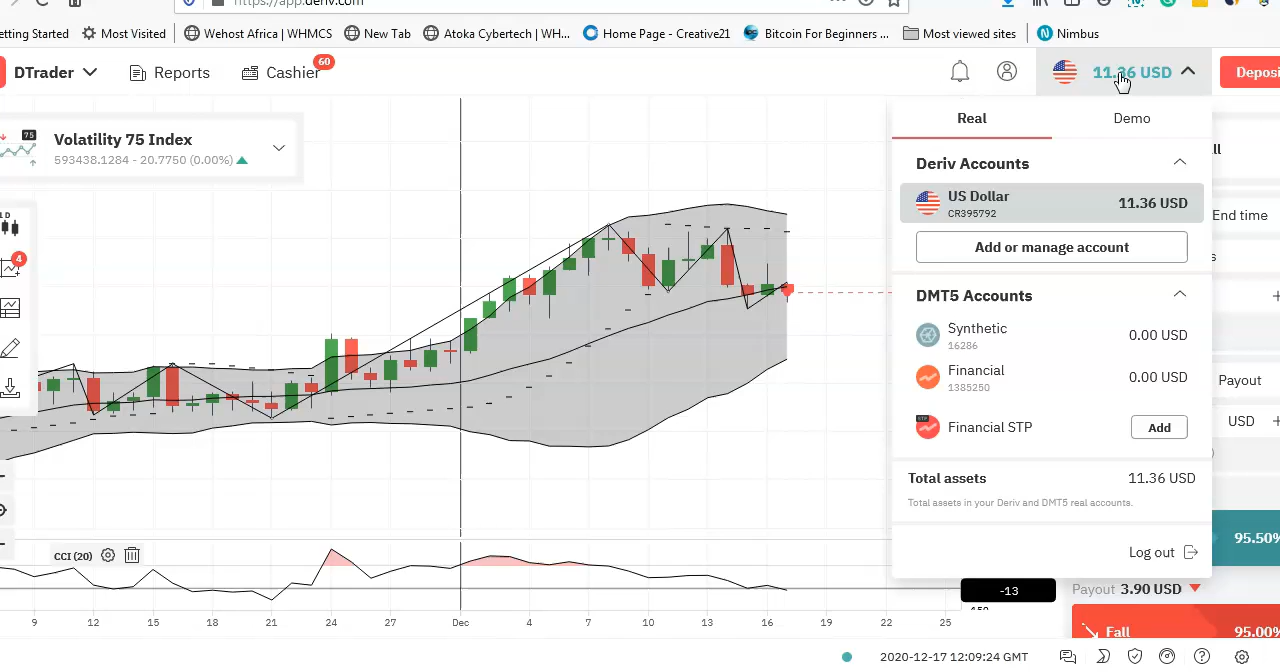 https://app.deriv.com
etting Started Most Visited Wehost Africa | WHMCS New Tab Atoka Cybertech | WH... Home Page - Creative21 Bitcoin For Beginners ... Most viewed sites Nimbus
DTrader Reports Cashier 60 11.36 USD Deposi
Real Demo
75 Volatility 75 Index
593438.1284 - 20.7750 (0.00%)
Deriv Accounts
US Dollar 11.36 USD
CR395792
End time
Add or manage account
4
DMT5 Accounts
Synthetic 0.00 USD
16286
Financial 0.00 USD
1385250
Payout
Financial STP Add
USD
Total assets 11.36 USD
Total assets in your Deriv and DMT5 real accounts.
95.50%
CCI (20) Log out
-13
Payout 3.90 USD
9 12 15 18 21 24 27 Dec 4 7 10 13 16 19 22 25
Fall 95.00%
2020-12-17 12:09:24 GMT